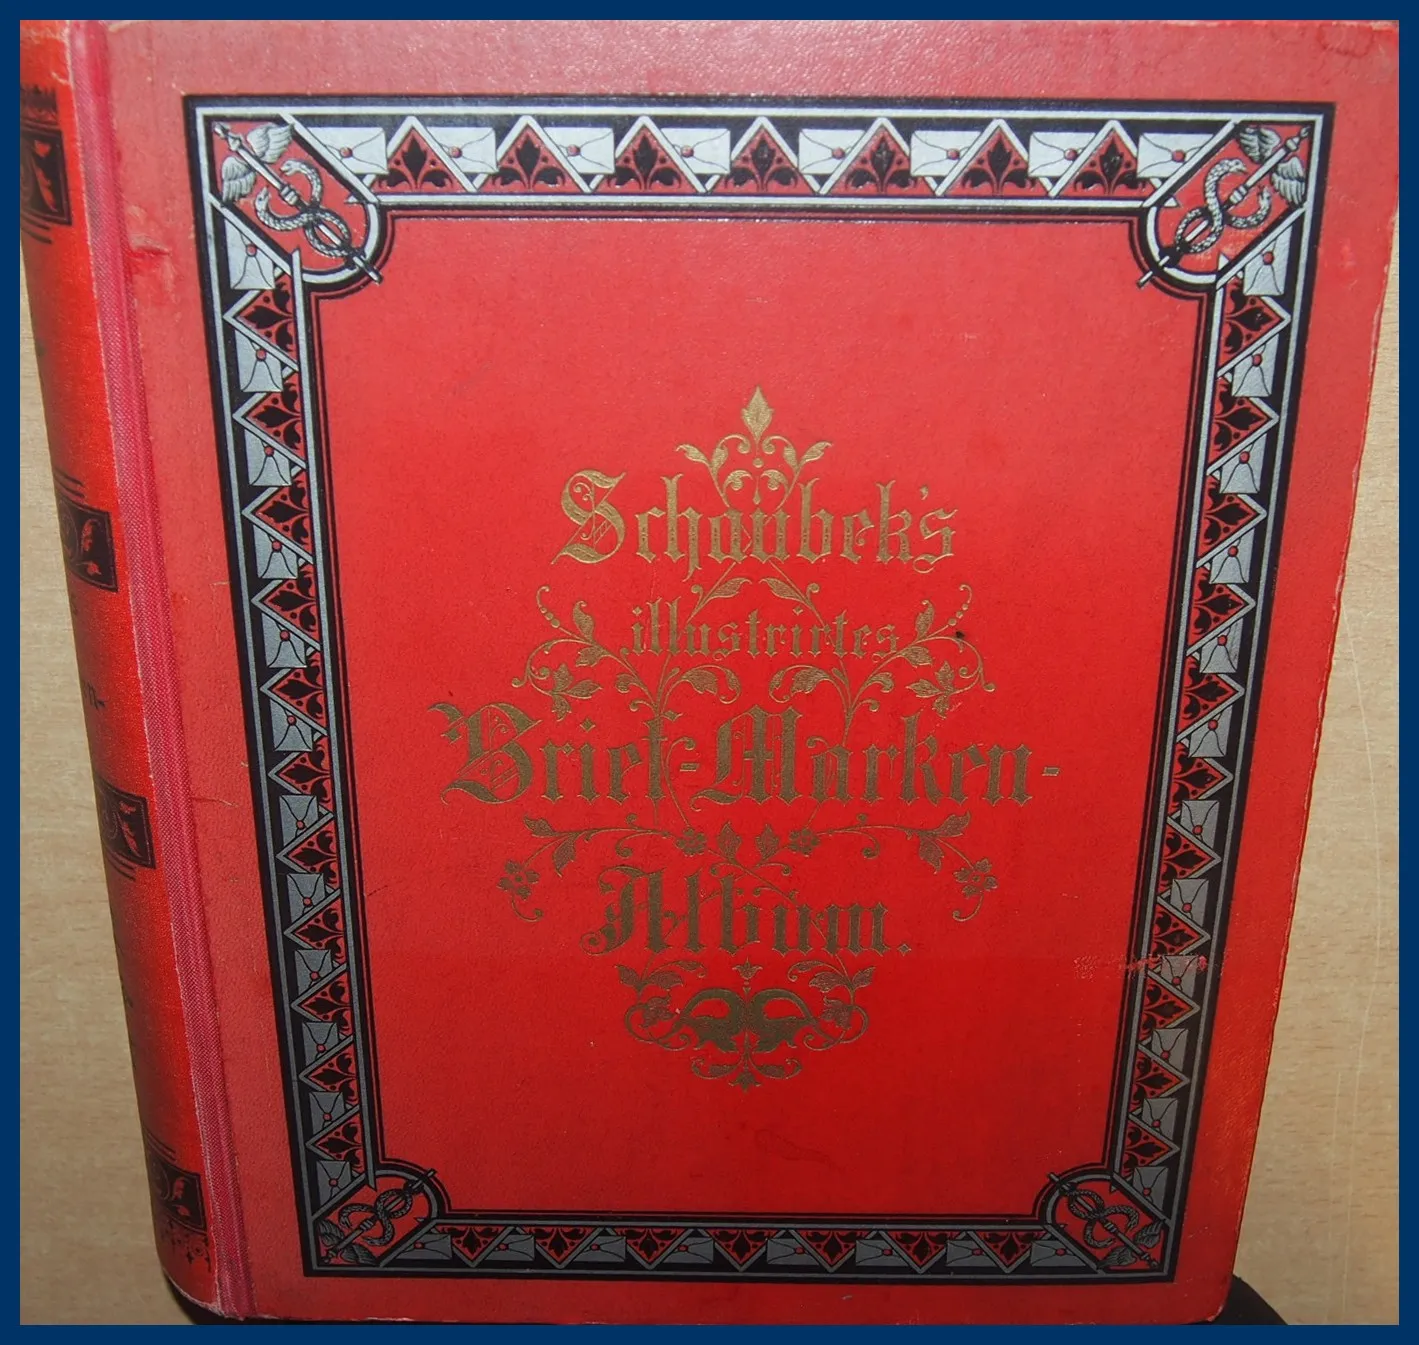 Schaubek's
illustrirtes
Brief-Marken-
Album.